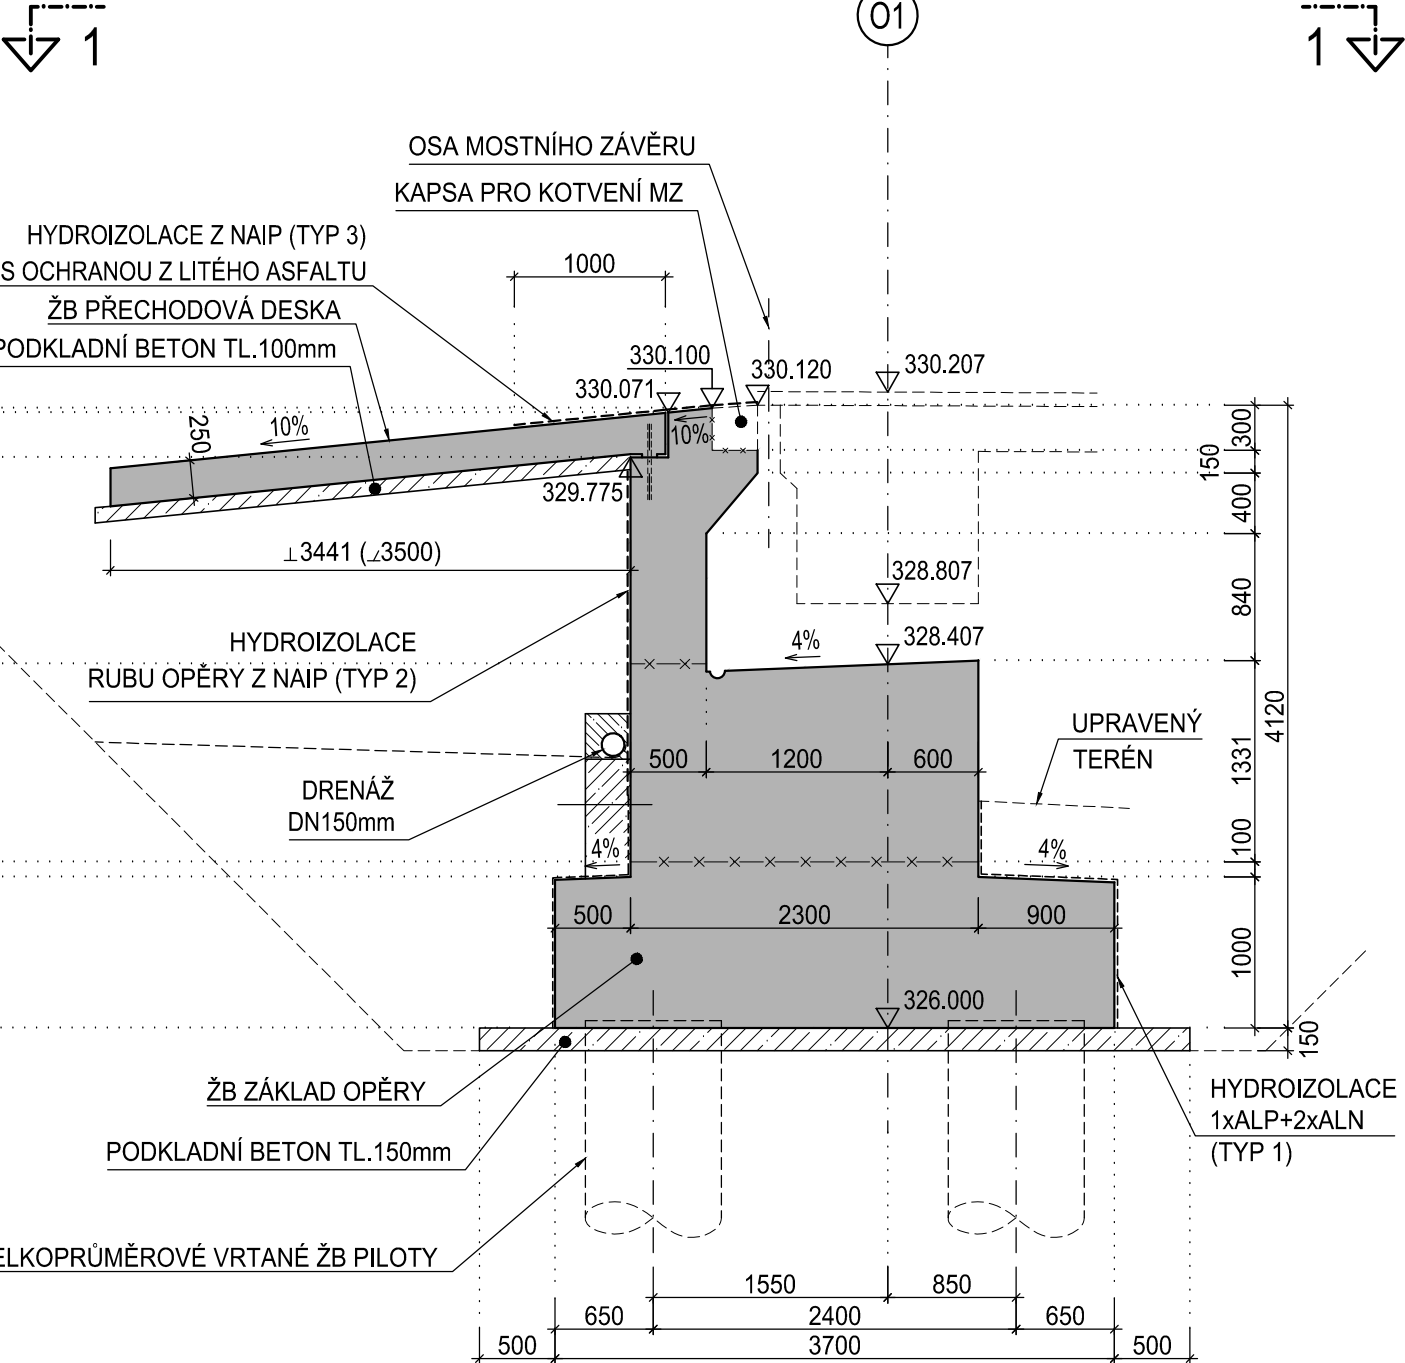 1
01
1
OSA MOSTNÍHO ZÁVĚRU
KAPSA PRO KOTVENÍ MZ
HYDROIZOLACE Z NAIP (TYP 3)
S OCHRANOU Z LITÉHO ASFALTU
1000
ŽB PŘECHODOVÁ DESKA
PODKLADNÍ BETON TL.100mm
330.100
330.120
330.207
330.071
10%
10%
250
300
150
400
329.775
⊥3441 (∠3500)
328.807
840
HYDROIZOLACE
RUBU OPĚRY Z NAIP (TYP 2)
4%
328.407
4120
UPRAVENÝ
TERÉN
500
1200
600
1331
DRENÁŽ
DN150mm
4%
4%
100
500
2300
900
1000
326.000
150
ŽB ZÁKLAD OPĚRY
PODKLADNÍ BETON TL.150mm
HYDROIZOLACE
1xALP+2xALN
(TYP 1)
ELKOPRŮMĚROVÉ VRTANÉ ŽB PILOTY
1550
850
650
2400
650
500
3700
500